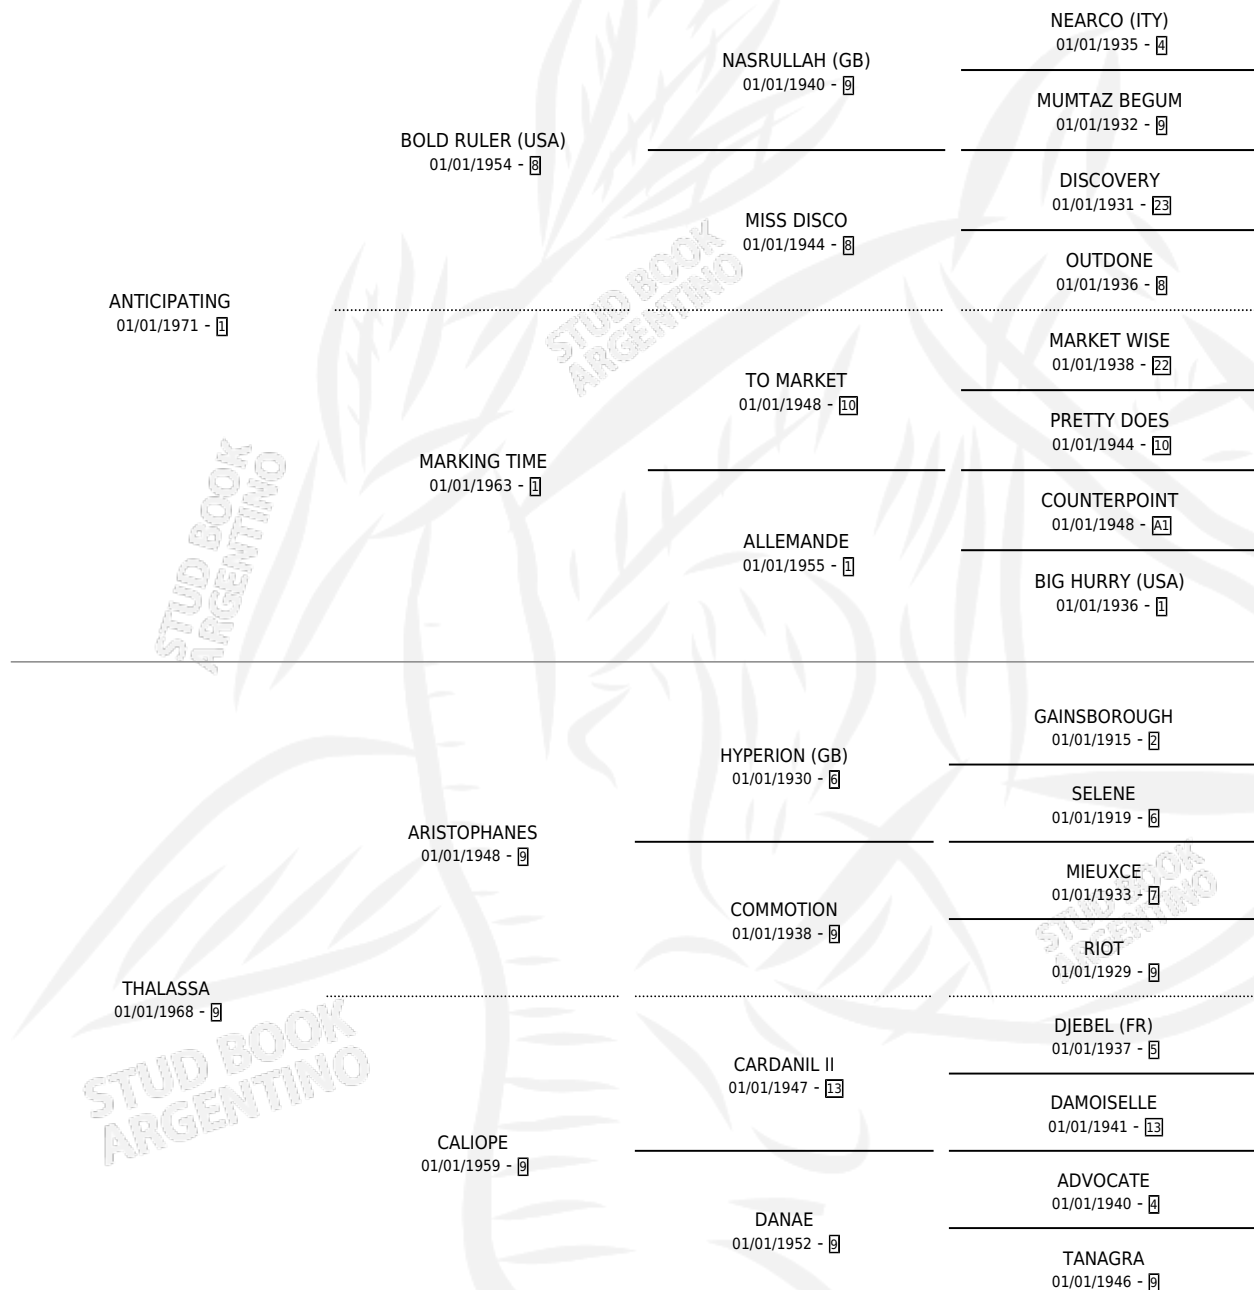 NEARCO (ITY)
01/01/1935 - 4
NASRULLAH (GB)
01/01/1940 - 9
MUMTAZ BEGUM
01/01/1932 - 9
BOLD RULER (USA)
01/01/1954 - 8
DISCOVERY
01/01/1931 - 23
MISS DISCO
01/01/1944 - 8
OUTDONE
01/01/1936 - 8
ANTICIPATING
01/01/1971 - 1
MARKET WISE
01/01/1938 - 22
TO MARKET
01/01/1948 - 10
PRETTY DOES
01/01/1944 - 10
MARKING TIME
01/01/1963 - 1
COUNTERPOINT
01/01/1948 - A1
ALLEMANDE
01/01/1955 - 1
BIG HURRY (USA)
01/01/1936 - 1
GAINSBOROUGH
01/01/1915 - 2
HYPERION (GB)
01/01/1930 - 6
SELENE
01/01/1919 - 6
ARISTOPHANES
01/01/1948 - 9
MIEUXCE
01/01/1933 - 7
COMMOTION
01/01/1938 - 9
RIOT
01/01/1929 - 9
THALASSA
01/01/1968 - 9
DJEBEL (FR)
01/01/1937 - 5
CARDANIL II
01/01/1947 - 13
DAMOISELLE
01/01/1941 - 13
CALIOPE
01/01/1959 - 9
ADVOCATE
01/01/1940 - 4
DANAE
01/01/1952 - 9
TANAGRA
01/01/1946 - 9
STUD BOOK
ARGENTINO
STUD BOOK
ARGENTINO
STUD BOOK
ARGENTINO
STUD BOOK
ARGENTINO